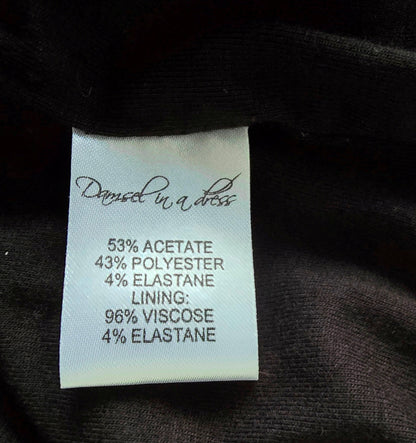 Damsel in a dress
53% ACETATE
43% POLYESTER
4% ELASTANE
LINING:
96% VISCOSE
4% ELASTANE